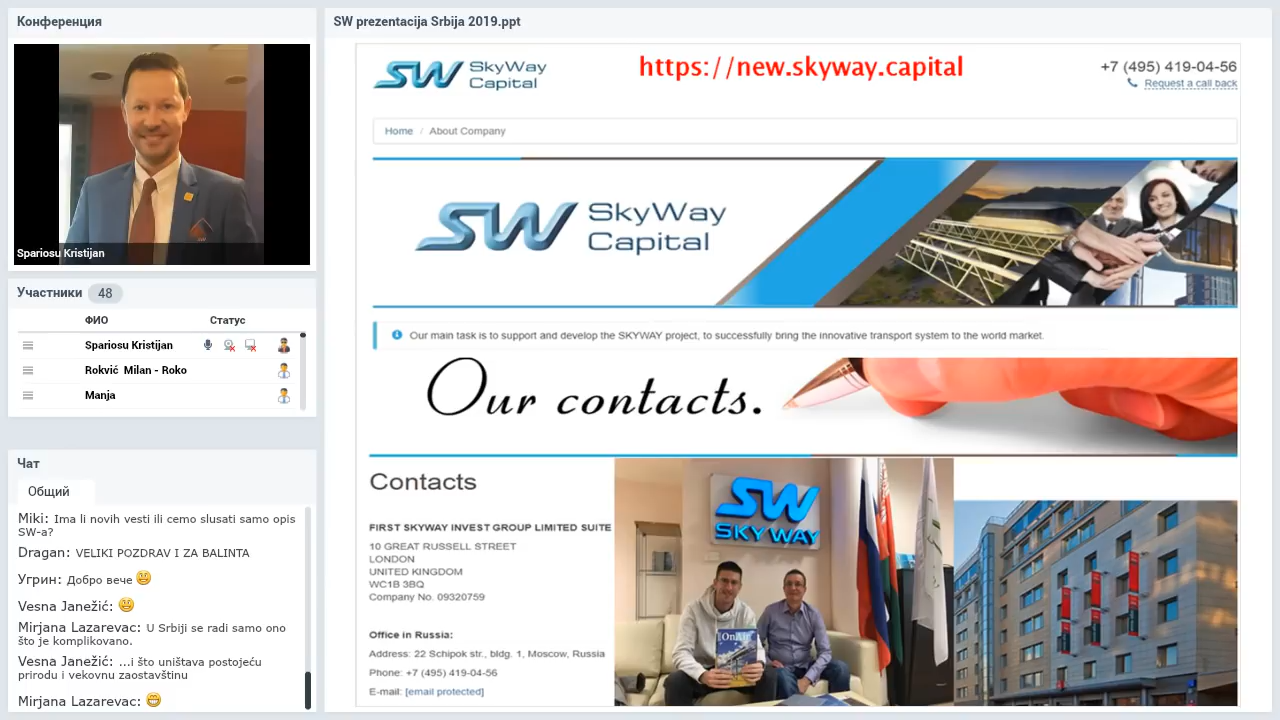 Конференция
Spariosu Kristijan
Участники 48
ФИО Статус
Spariosu Kristijan
Rokvić Milan - Roko
Manja
Чат
Общий
Miki: Ima li novih vesti ili cemo slusati samo opis
SW-a?
Dragan: VELIKI POZDRAV I ZA BALINTA
Угрин: Добро вече
Vesna Janežić:
Mirjana Lazarevac: U Srbiji se radi samo ono
što je komplikovano.
Vesna Janežić: ...i što uništava postojeću
prirodu i vekovnu zaostavštinu
Mirjana Lazarevac:
SW prezentacija Srbija 2019.ppt
SW SkyWay
Capital
https://new.skyway.capital
+7 (495) 419-04-56
Request a call back
Home / About Company
SW SkyWay
Capital
Our main task is to support and develop the SKYWAY project, to successfully bring the innovative transport system to the world market.
Our contacts.
Contacts
FIRST SKYWAY INVEST GROUP LIMITED SUITE
10 GREAT RUSSELL STREET
LONDON
UNITED KINGDOM
WC1B 3BQ
Company No. 09320759
Office in Russia:
Address: 22 Schipok str., bldg. 1, Moscow, Russia
Phone: +7 (495) 419-04-56
E-mail: [email protected]
SW
SKY WAY
OnAir